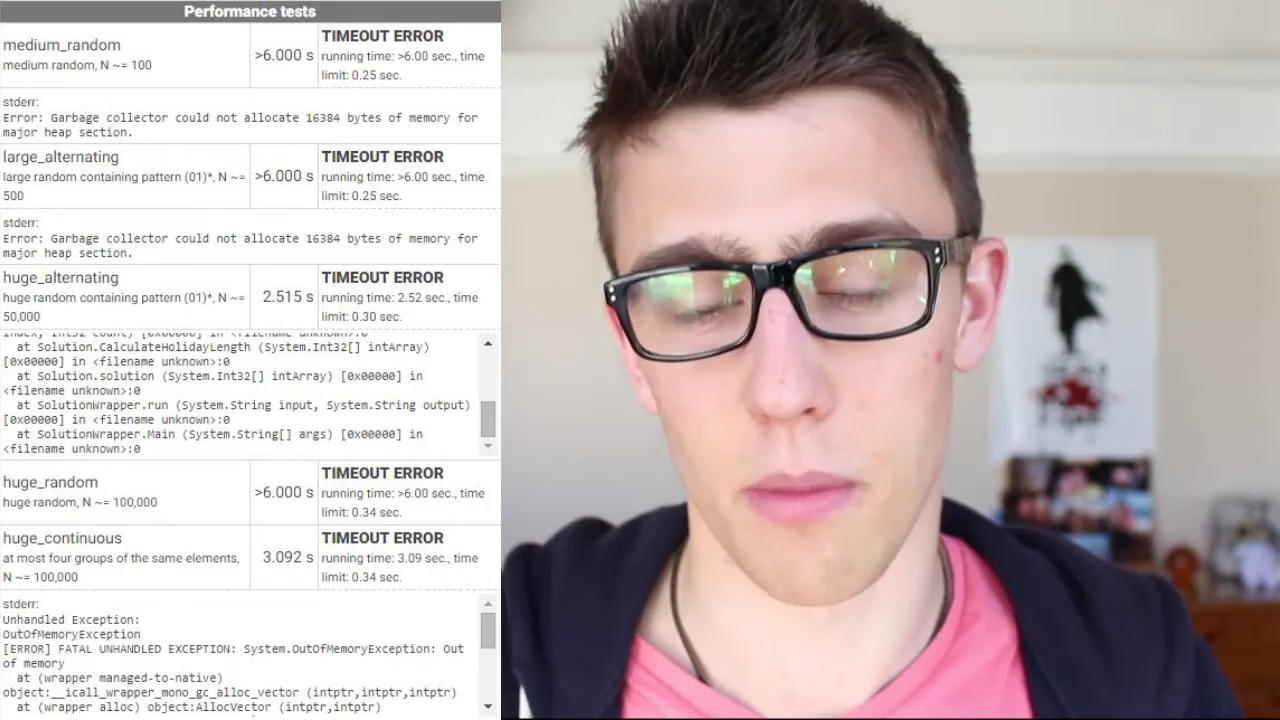 Performance tests
medium_random
medium random, N ~= 100
>6.000 s
TIMEOUT ERROR
running time: >6.00 sec., time
limit: 0.25 sec.
stderr:
Error: Garbage collector could not allocate 16384 bytes of memory for
major heap section.
large_alternating
large random containing pattern (01)*, N ~=
500
>6.000 s
TIMEOUT ERROR
running time: >6.00 sec., time
limit: 0.25 sec.
stderr:
Error: Garbage collector could not allocate 16384 bytes of memory for
major heap section.
huge_alternating
huge random containing pattern (01)*, N ~=
50,000
2.515 s
TIMEOUT ERROR
running time: 2.52 sec., time
limit: 0.30 sec.
index, Int32 count) [0x00000] in <filename unknown>:0
at Solution.CalculateHolidayLength (System.Int32[] intArray)
[0x00000] in <filename unknown>:0
at Solution.solution (System.Int32[] intArray) [0x00000] in
<filename unknown>:0
at SolutionWrapper.run (System.String input, System.String output)
[0x00000] in <filename unknown>:0
at SolutionWrapper.Main (System.String[] args) [0x00000] in
<filename unknown>:0
huge_random
huge random, N ~= 100,000
>6.000 s
TIMEOUT ERROR
running time: >6.00 sec., time
limit: 0.34 sec.
huge_continuous
at most four groups of the same elements,
N ~= 100,000
3.092 s
TIMEOUT ERROR
running time: 3.09 sec., time
limit: 0.34 sec.
stderr:
Unhandled Exception:
OutOfMemoryException
[ERROR] FATAL UNHANDLED EXCEPTION: System.OutOfMemoryException: Out
of memory
at (wrapper managed-to-native)
object:__icall_wrapper_mono_gc_alloc_vector (intptr,intptr,intptr)
at (wrapper alloc) object:AllocVector (intptr,intptr)